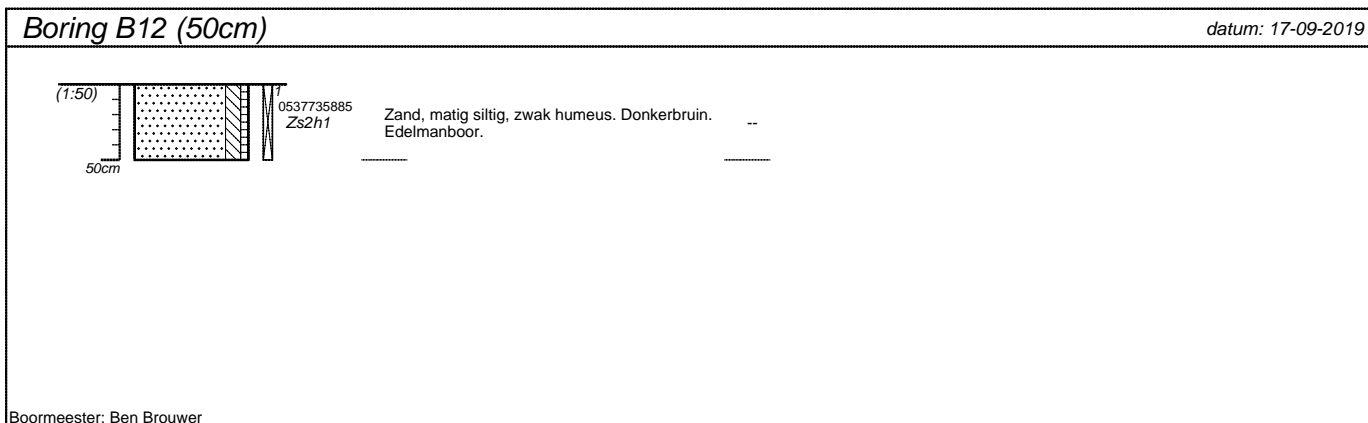 Boring B12 (50cm)
datum: 17-09-2019
(1:50)
1
0537735885
Zs2h1
Zand, matig siltig, zwak humeus. Donkerbruin.
Edelmanboor.
--
50cm
Boormeester: Ben Brouwer